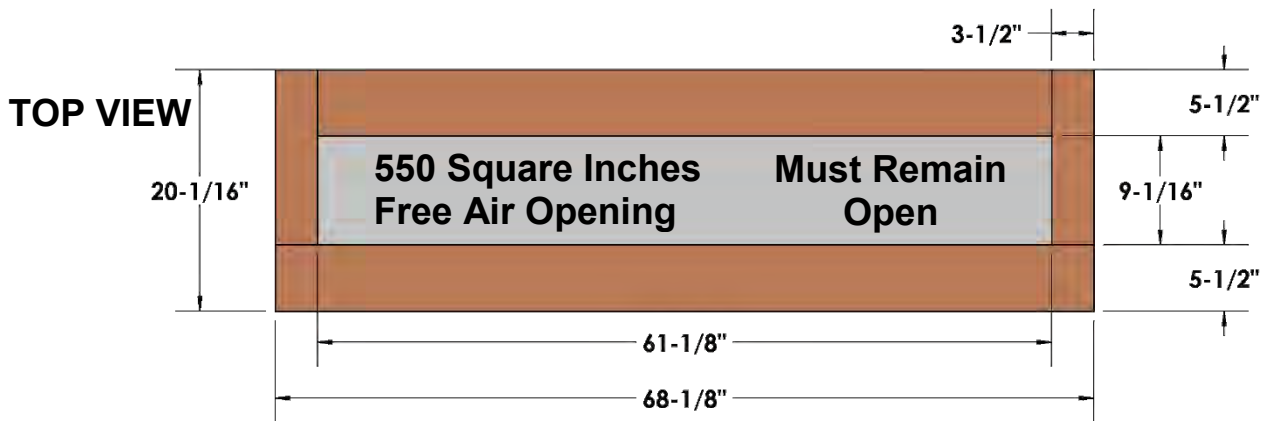 3-1/2"
TOP VIEW
5-1/2"
20-1/16"
550 Square Inches
Free Air Opening
Must Remain
Open
9-1/16"
5-1/2"
61-1/8"
68-1/8"